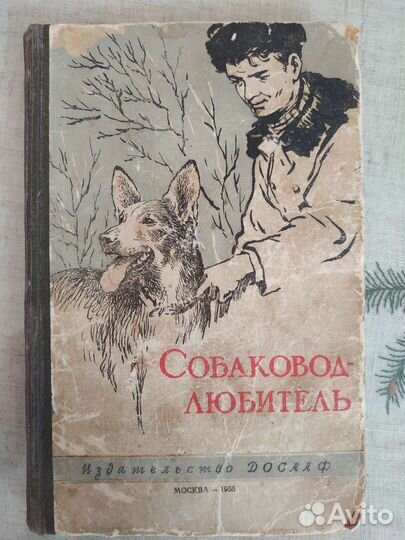 СОБАКОВОД-
ЛЮБИТЕЛЬ
Издательство ДОСААФ
МОСКВА — 1955
Avito